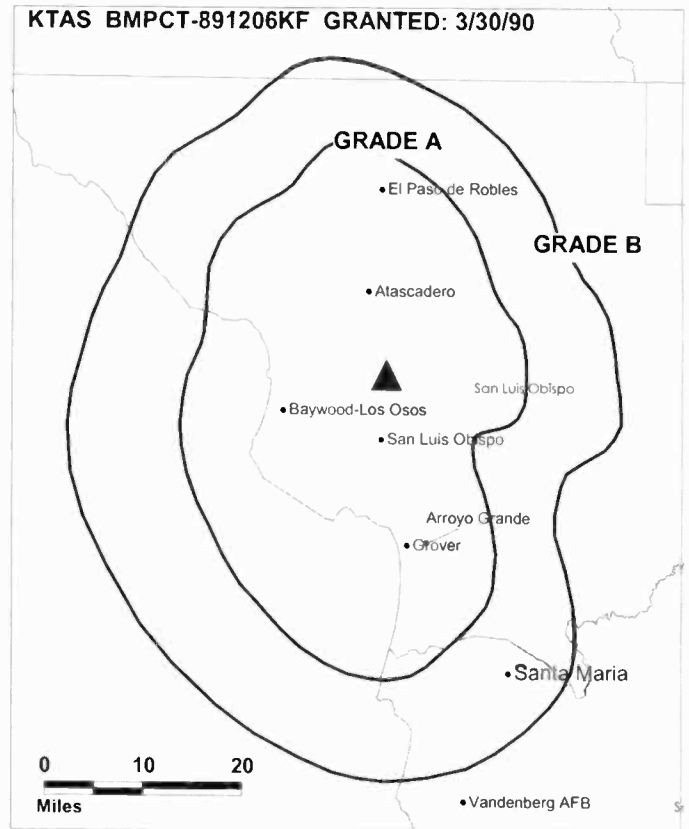 KTAS BMPCT-891206KF GRANTED: 3/30/90
GRADE A
El Paso de Robles
GRADE B
Atascadero
San Luis Obispo
Baywood-Los Osos
San Luis Obispo
Arroyo Grande
Grover
Santa Maria
0 10 20
Miles
Vandenberg AFB